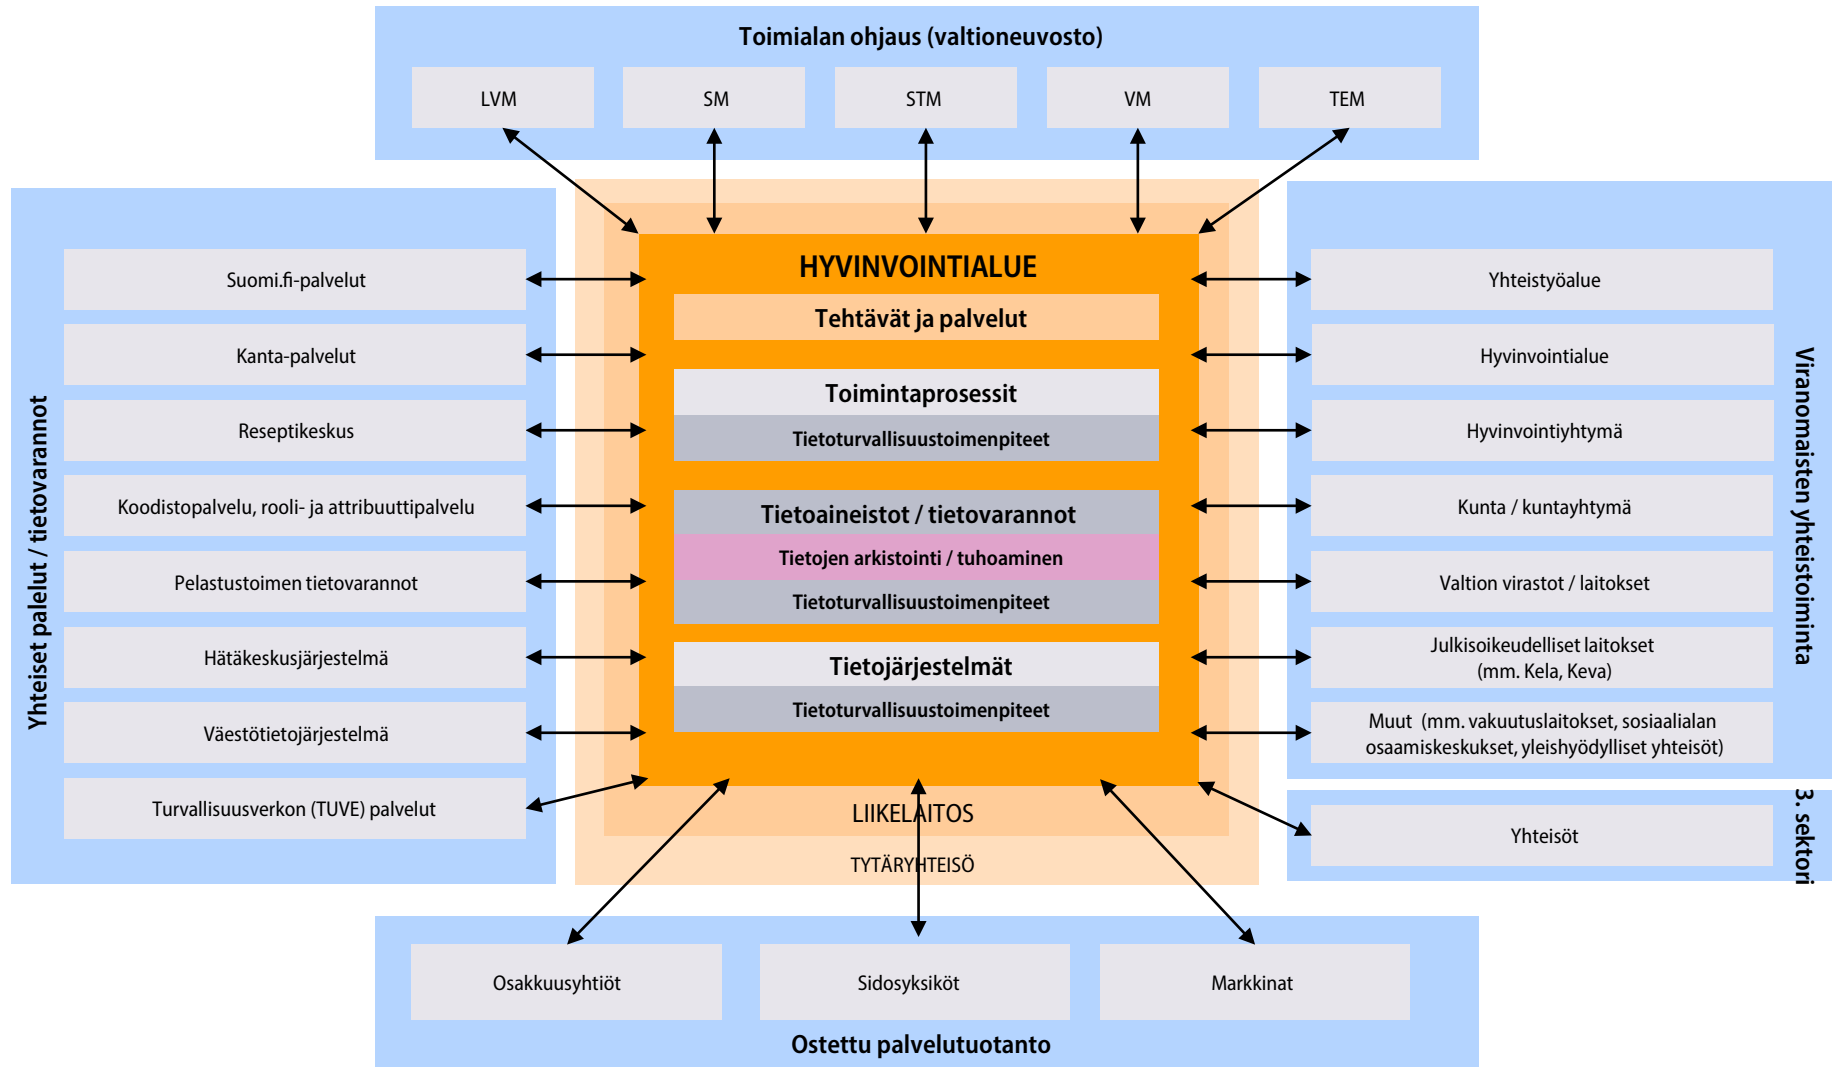 Toimialan ohjaus (valtioneuvosto)
LVM
SM
STM
VM
TEM
Yhteiset palelut / tietovarannot
Suomi.fi-palvelut
Kanta-palvelut
Reseptikeskus
Koodistopalvelu, rooli- ja attribuuttipalvelu
Pelastustoimen tietovarannot
Hätäkeskusjärjestelmä
Väestötietojärjestelmä
Turvallisuusverkon (TUVE) palvelut
HYVINVOINTIALUE
Tehtävät ja palvelut
Toimintaprosessit
Tietoturvallisuustoimenpiteet
Tietoaineistot / tietovarannot
Tietojen arkistointi / tuhoaminen
Tietoturvallisuustoimenpiteet
Tietojärjestelmät
Tietoturvallisuustoimenpiteet
LIIKELAITOS
TYTÄRYHTEISÖ
Viranomaisten yhteistoiminta
Yhteistyöalue
Hyvinvointialue
Hyvinvointiyhtymä
Kunta / kuntayhtymä
Valtion virastot / laitokset
Julkisoikeudelliset laitokset
(mm. Kela, Keva)
Muut (mm. vakuutuslaitokset, sosiaalialan
osaamiskeskukset, yleishyödylliset yhteisöt)
3. sektori
Yhteisöt
Osakkuusyhtiöt
Sidosyksiköt
Markkinat
Ostettu palvelutuotanto